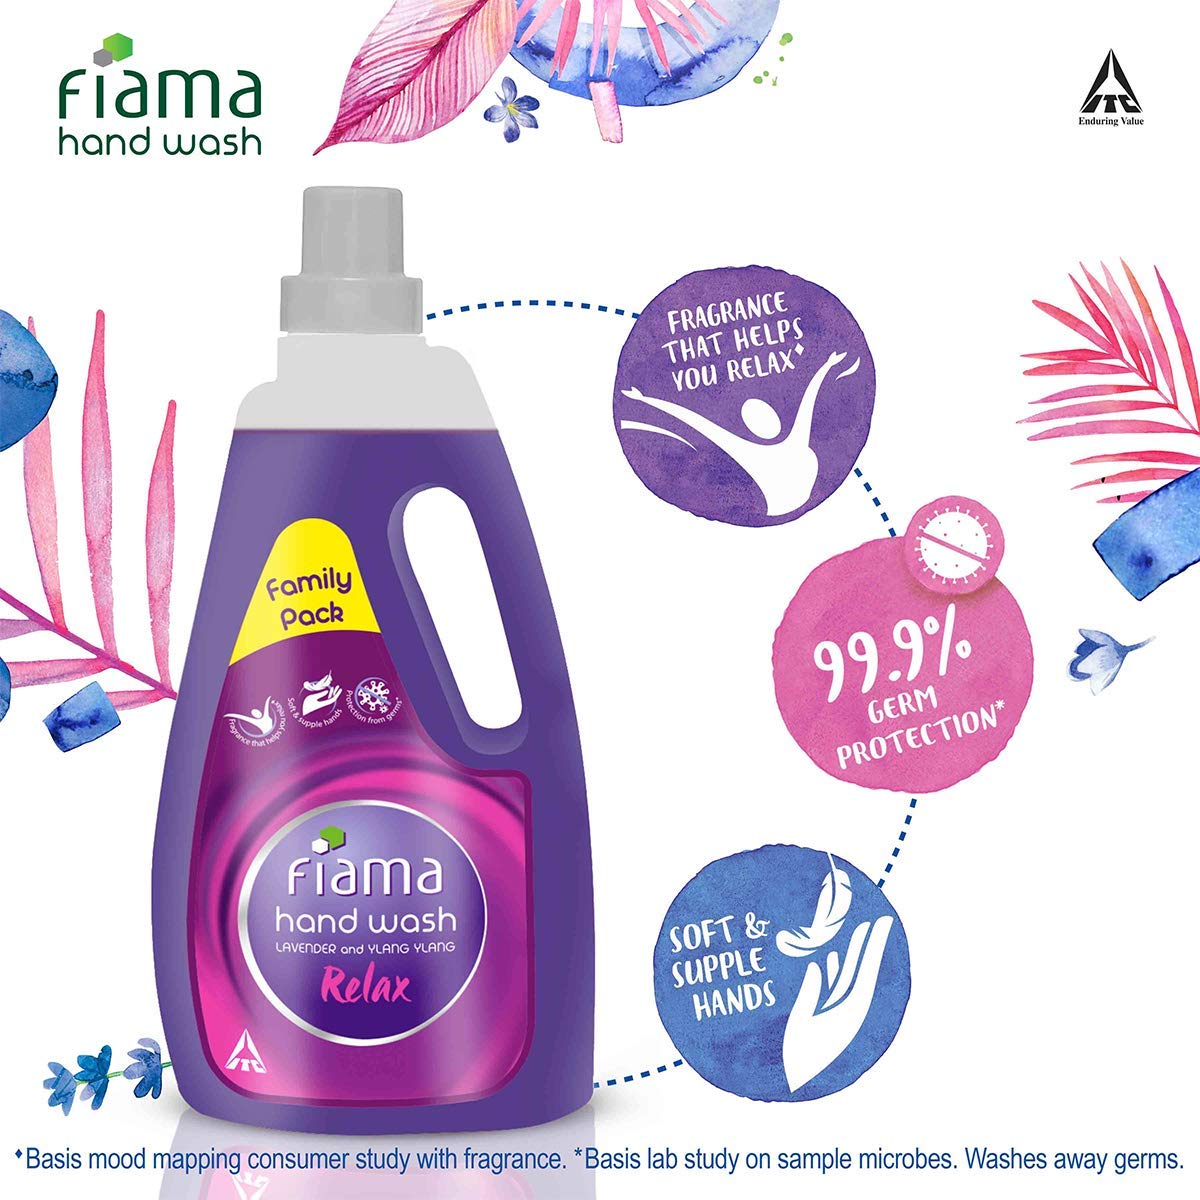 fiama
hand wash
ITC
Enduring Value
FRAGRANCE
THAT HELPS
YOU RELAX♦
99.9%
GERM
PROTECTION*
SOFT &
SUPPLE
HANDS
Family
Pack
Fragrance that helps you relax♦
Soft & supple hands
Protection from germs*
fiama
hand wash
LAVENDER and YLANG YLANG
Relax
ITC
♦Basis mood mapping consumer study with fragrance. *Basis lab study on sample microbes. Washes away germs.